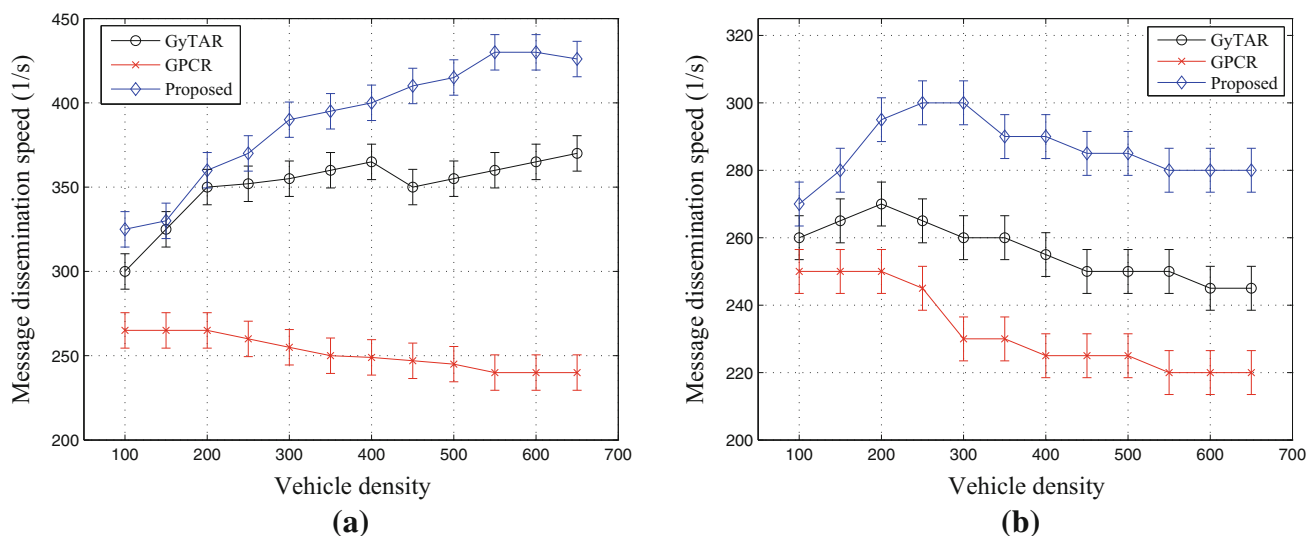 450
400
350
300
250
200
Message dissemination speed (1/s)
GyTAR
GPCR
Proposed
100 200 300 400 500 600 700
Vehicle density
(a)
320
300
280
260
240
220
200
Message dissemination speed (1/s)
GyTAR
GPCR
Proposed
100 200 300 400 500 600 700
Vehicle density
(b)